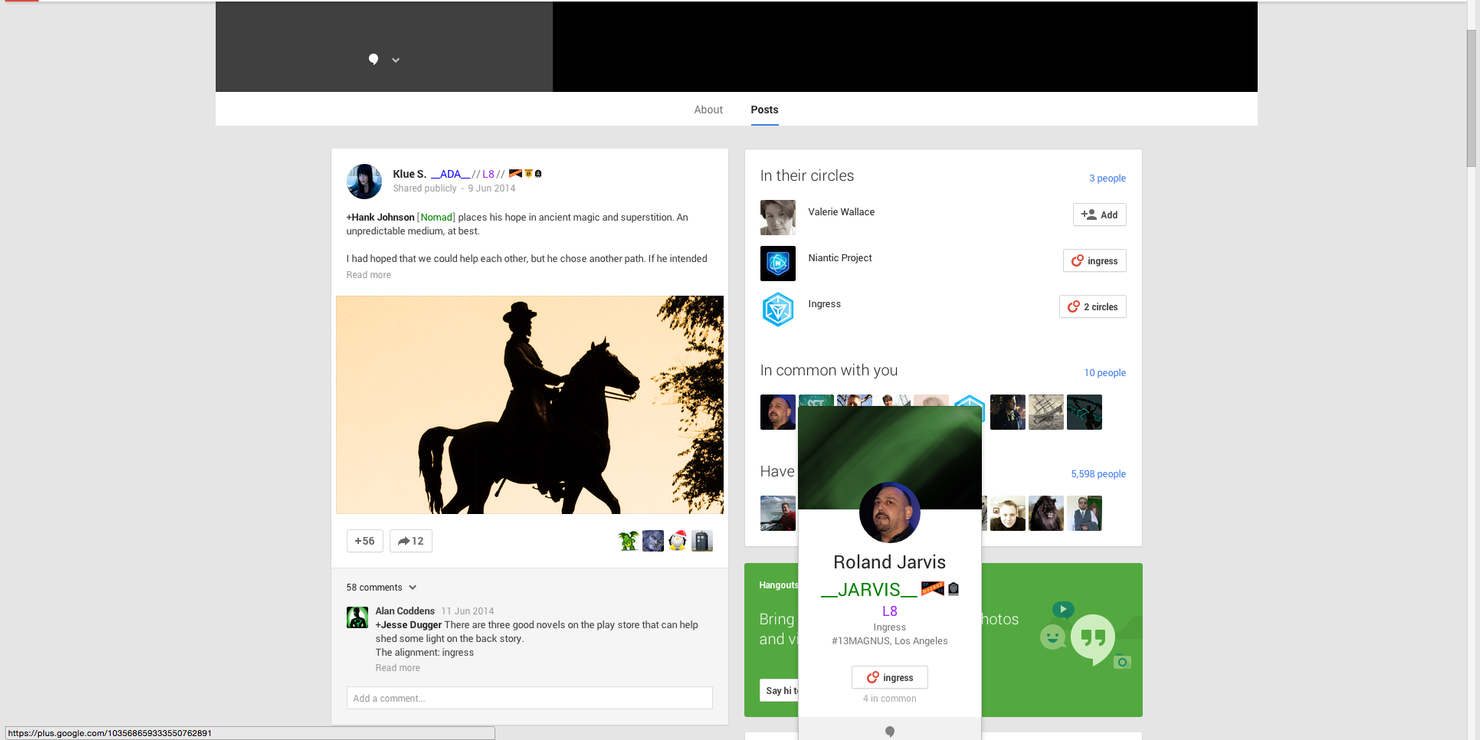 About Posts
Klue S. __ADA__ // L8 //
Shared publicly - 9 Jun 2014
+Hank Johnson [Nomad] places his hope in ancient magic and superstition. An
unpredictable medium, at best.
I had hoped that we could help each other, but he chose another path. If he intended
Read more
+56
12
58 comments
Alan Coddens 11 Jun 2014
+Jesse Dugger There are three good novels on the play store that can help
shed some light on the back story.
The alignment: ingress
Read more
Add a comment...
In their circles
3 people
Valerie Wallace
Add
Niantic Project
ingress
Ingress
2 circles
In common with you
10 people
Have
5,598 people
Roland Jarvis
__JARVIS__
L8
Ingress
#13MAGNUS, Los Angeles
ingress
4 in common
Hangouts
Bring
hotos
and vi
Say hi t
https://plus.google.com/103568659333550762891